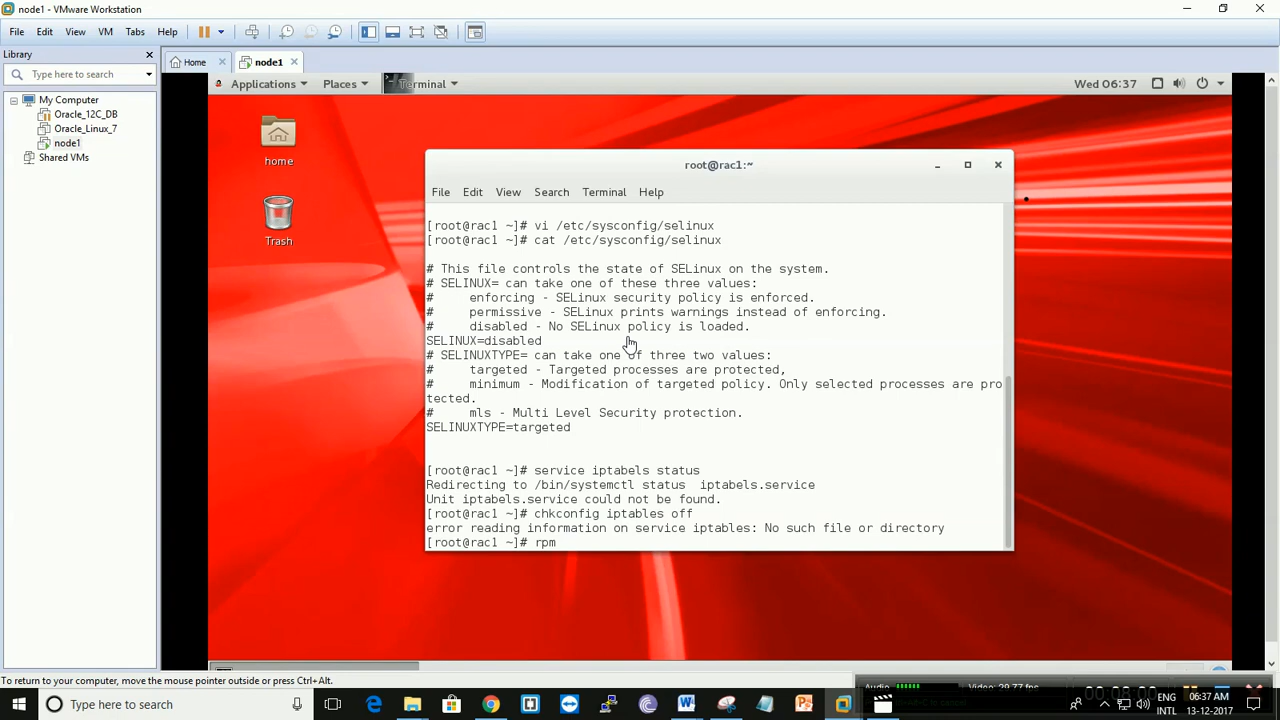 node1 - VMware Workstation
File Edit View VM Tabs Help
Library
Type here to search
My Computer
Oracle_12C_DB
Oracle_Linux_7
node1
Shared VMs
Home
node1
Applications Places Terminal Wed 06:37
home
Trash
root@rac1:~
File Edit View Search Terminal Help
[root@rac1 ~]# vi /etc/sysconfig/selinux
[root@rac1 ~]# cat /etc/sysconfig/selinux
# This file controls the state of SELinux on the system.
# SELINUX= can take one of these three values:
#     enforcing - SELinux security policy is enforced.
#     permissive - SELinux prints warnings instead of enforcing.
#     disabled - No SELinux policy is loaded.
SELINUX=disabled
# SELINUXTYPE= can take one of three two values:
#     targeted - Targeted processes are protected,
#     minimum - Modification of targeted policy. Only selected processes are pro
tected.
#     mls - Multi Level Security protection.
SELINUXTYPE=targeted
[root@rac1 ~]# service iptabels status
Redirecting to /bin/systemctl status  iptabels.service
Unit iptabels.service could not be found.
[root@rac1 ~]# chkconfig iptables off
error reading information on service iptables: No such file or directory
[root@rac1 ~]# rpm
To return to your computer, move the mouse pointer outside or press Ctrl+Alt.
Type here to search
Audio Video: 29.77 fps
00:08:00
ENG
INTL
06:37 AM
13-12-2017